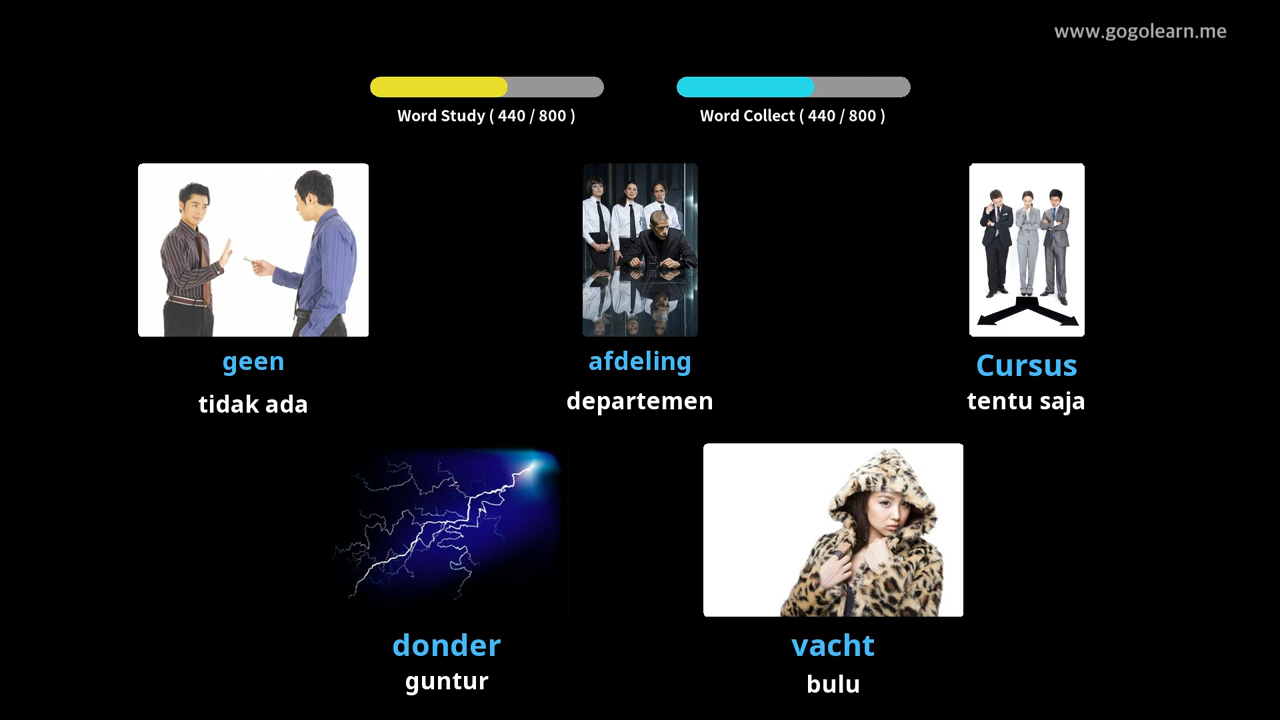 www.gogolearn.me
Word Study ( 440 / 800 )
Word Collect ( 440 / 800 )
geen
afdeling
Cursus
tidak ada
departemen
tentu saja
donder
vacht
guntur
bulu